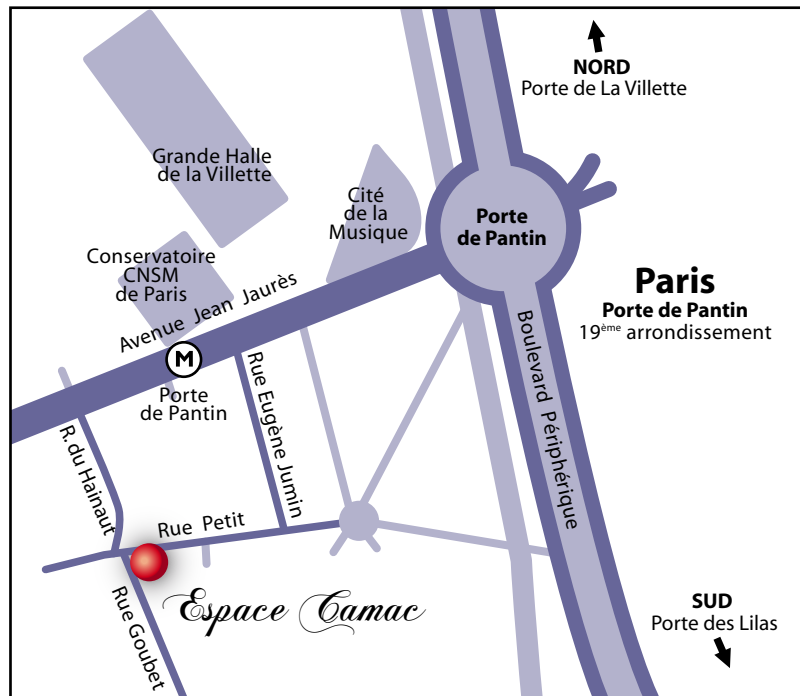 NORD
Porte de La Villette
Grande Halle
de la Villette
Cité
de la
Musique
Porte
de Pantin
Conservatoire
CNSM
de Paris
Paris
Porte de Pantin
19ème arrondissement
Avenue Jean Jaurès
M
Porte
de Pantin
Rue Eugène Jumin
Boulevard Périphérique
R. du Hainaut
Rue Petit
Espace Camac
Rue Goubet
SUD
Porte des Lilas